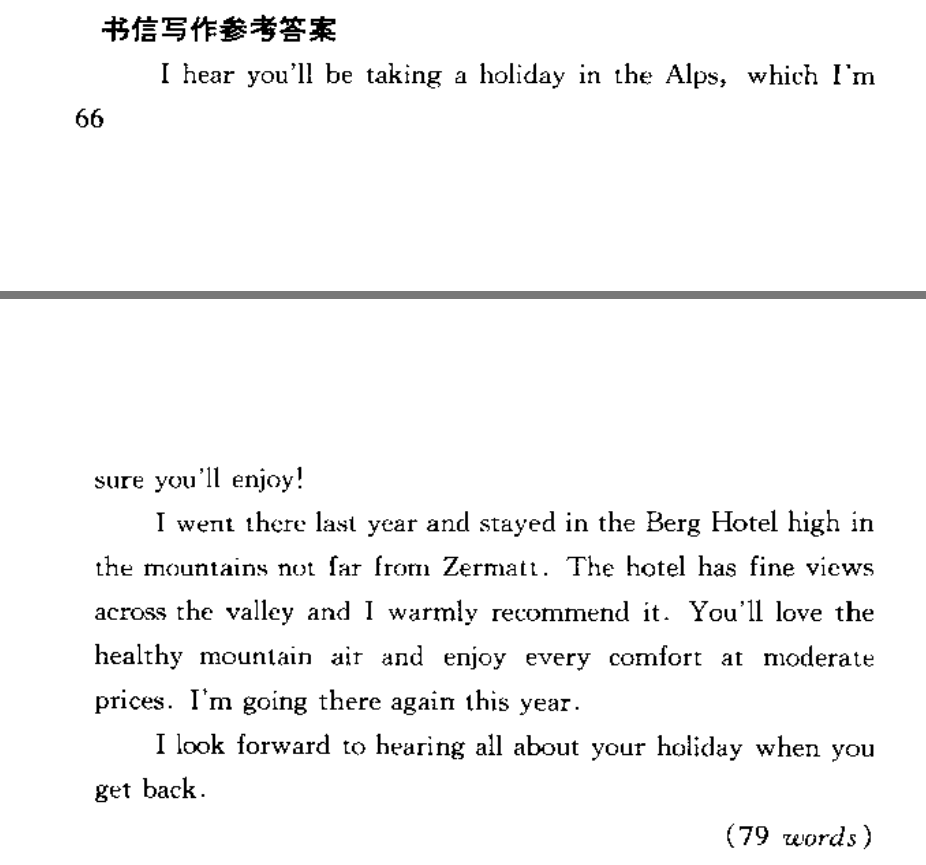 书信写作参考答案
I hear you'll be taking a holiday in the Alps, which I'm
66
sure you'll enjoy!
I went there last year and stayed in the Berg Hotel high in
the mountains not far from Zermatt. The hotel has fine views
across the valley and I warmly recommend it. You'll love the
healthy mountain air and enjoy every comfort at moderate
prices. I'm going there again this year.
I look forward to hearing all about your holiday when you
get back.
(79 words)